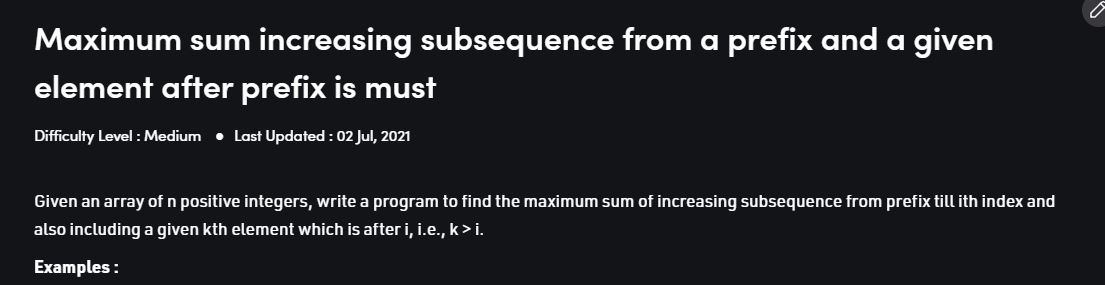 Maximum sum increasing subsequence from a prefix and a given
element after prefix is must
Difficulty Level : Medium ● Last Updated : 02 Jul, 2021
Given an array of n positive integers, write a program to find the maximum sum of increasing subsequence from prefix till ith index and
also including a given kth element which is after i, i.e., k > i.
Examples :